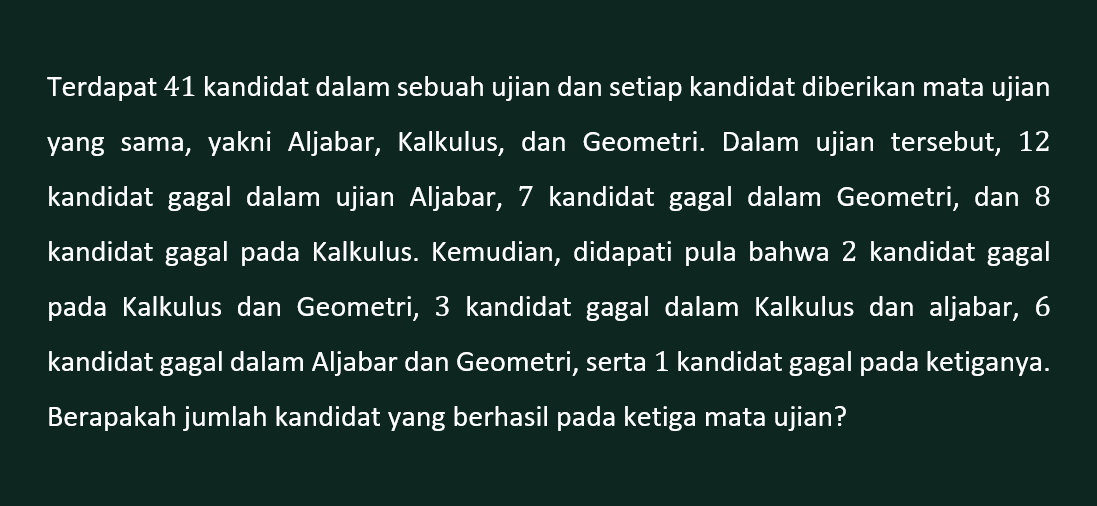 Terdapat 41 kandidat dalam sebuah ujian dan setiap kandidat diberikan mata ujian
yang sama, yakni Aljabar, Kalkulus, dan Geometri. Dalam ujian tersebut, 12
kandidat gagal dalam ujian Aljabar, 7 kandidat gagal dalam Geometri, dan 8
kandidat gagal pada Kalkulus. Kemudian, didapati pula bahwa 2 kandidat gagal
pada Kalkulus dan Geometri, 3 kandidat gagal dalam Kalkulus dan aljabar, 6
kandidat gagal dalam Aljabar dan Geometri, serta 1 kandidat gagal pada ketiganya.
Berapakah jumlah kandidat yang berhasil pada ketiga mata ujian?